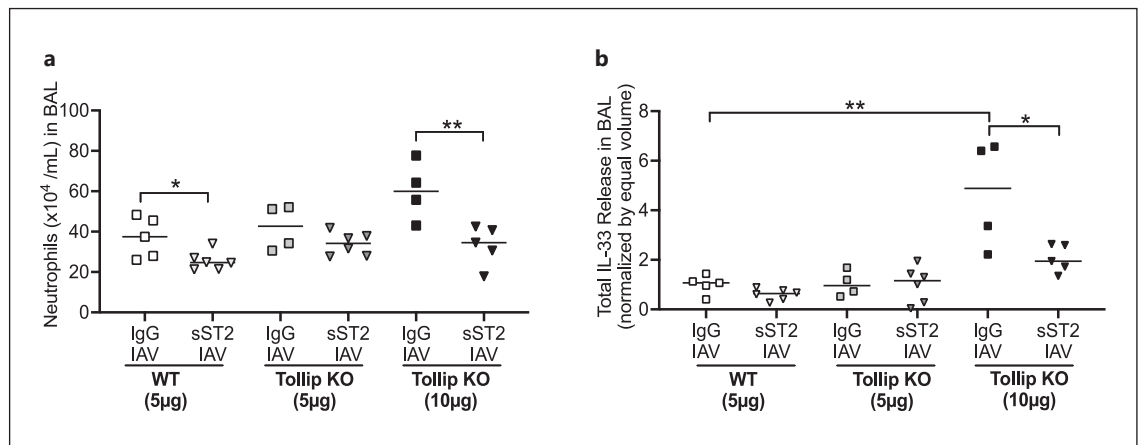 a
Neutrophils (x10⁴ /mL) in BAL
100
80
60
40
20
0
*
**
IgG sST2 IgG sST2 IgG sST2
IAV IAV IAV IAV IAV IAV
WT Tollip KO Tollip KO
(5µg) (5µg) (10µg)
b
Total IL-33 Release in BAL
(normalized by equal volume)
8
6
4
2
0
**
*
IgG sST2 IgG sST2 IgG sST2
IAV IAV IAV IAV IAV IAV
WT Tollip KO Tollip KO
(5µg) (5µg) (10µg)